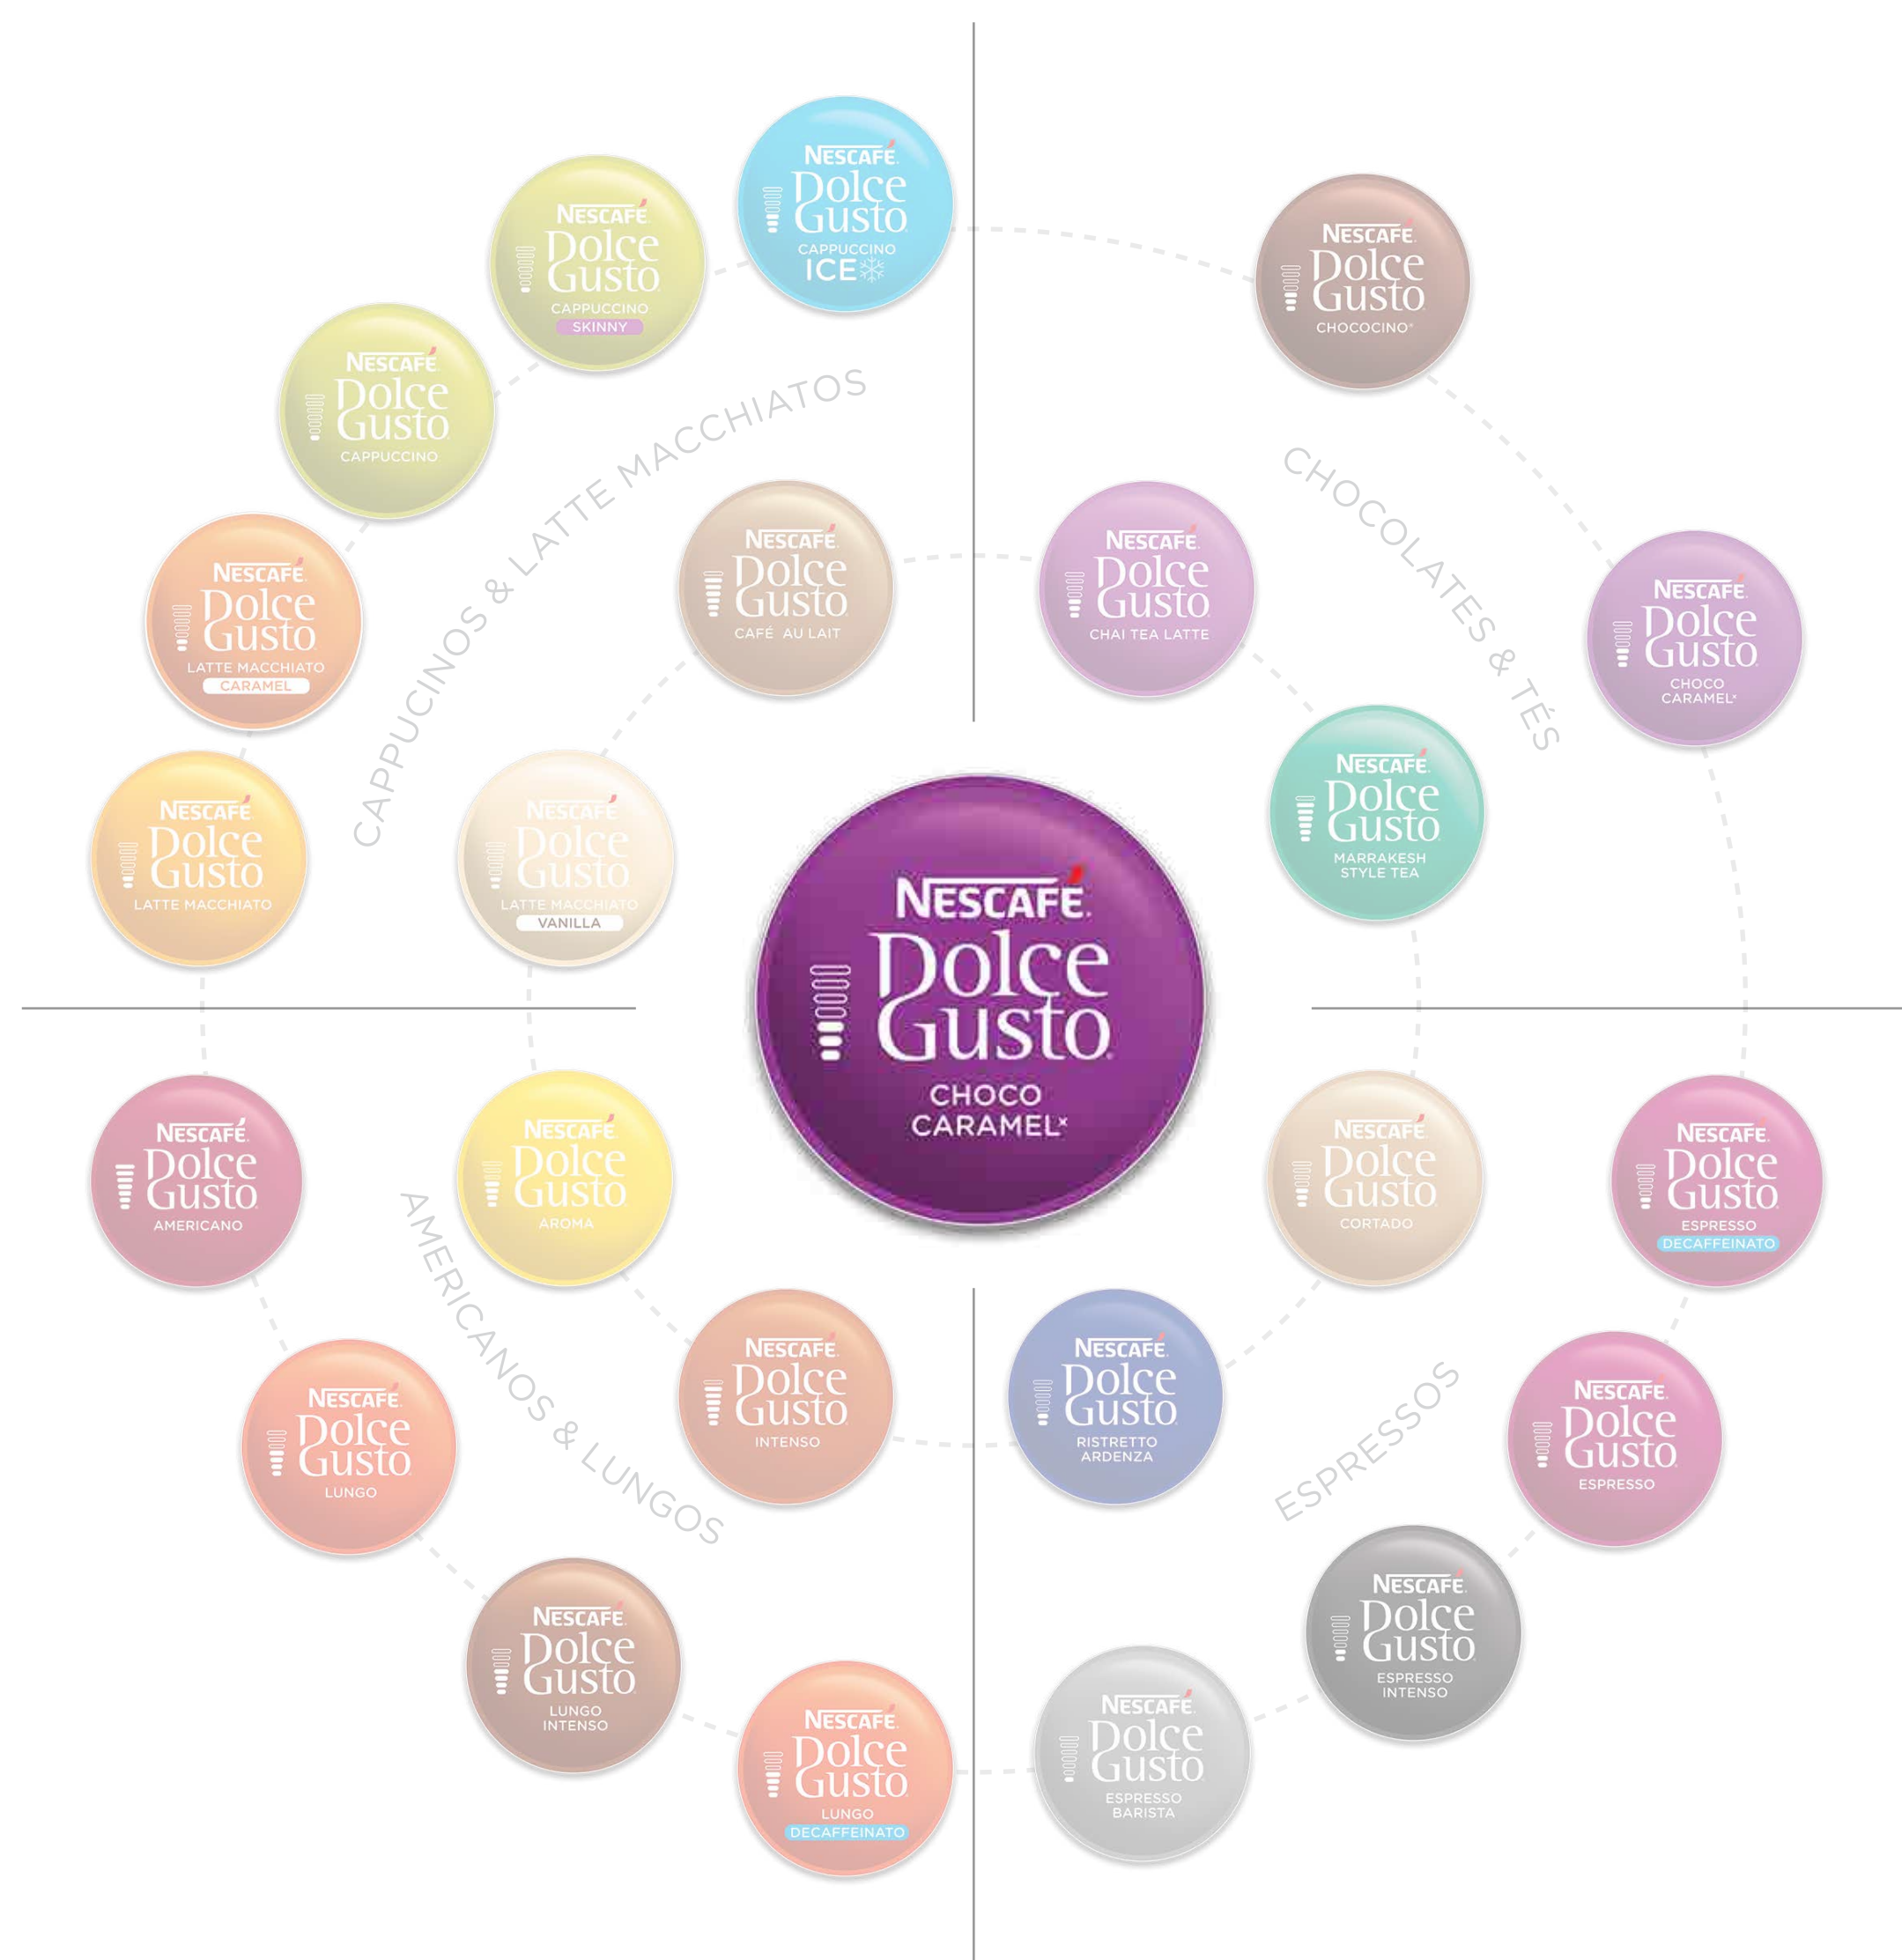 NESCAFÉ
Dolce
Gusto
CAPPUCCINO
ICE
NESCAFÉ
Dolce
Gusto
CAPPUCCINO
SKINNY
NESCAFÉ
Dolce
Gusto
CAPPUCCINO
NESCAFÉ
Dolce
Gusto
LATTE MACCHIATO
CARAMEL
NESCAFÉ
Dolce
Gusto
LATTE MACCHIATO
CAPPUCINOS & LATTE MACCHIATOS
NESCAFÉ
Dolce
Gusto
CAFÉ AU LAIT
NESCAFÉ
Dolce
Gusto
LATTE MACCHIATO
VANILLA
NESCAFÉ
Dolce
Gusto
CHOCOCINO
NESCAFÉ
Dolce
Gusto
CHOCO
CARAMEL
CHOCOLATES & TÉS
NESCAFÉ
Dolce
Gusto
CHAI TEA LATTE
NESCAFÉ
Dolce
Gusto
MARRAKESH
STYLE TEA
NESCAFÉ
Dolce
Gusto
CHOCO
CARAMEL
NESCAFÉ
Dolce
Gusto
AMERICANO
NESCAFÉ
Dolce
Gusto
AROMA
NESCAFÉ
Dolce
Gusto
INTENSO
AMERICANOS & LUNGOS
NESCAFÉ
Dolce
Gusto
LUNGO
NESCAFÉ
Dolce
Gusto
LUNGO
INTENSO
NESCAFÉ
Dolce
Gusto
LUNGO
DECAFFEINATO
NESCAFÉ
Dolce
Gusto
CORTADO
NESCAFÉ
Dolce
Gusto
ESPRESSO
DECAFFEINATO
NESCAFÉ
Dolce
Gusto
RISTRETTO
ARDENZA
ESPRESSOS
NESCAFÉ
Dolce
Gusto
ESPRESSO
NESCAFÉ
Dolce
Gusto
ESPRESSO
INTENSO
NESCAFÉ
Dolce
Gusto
ESPRESSO
BARISTA